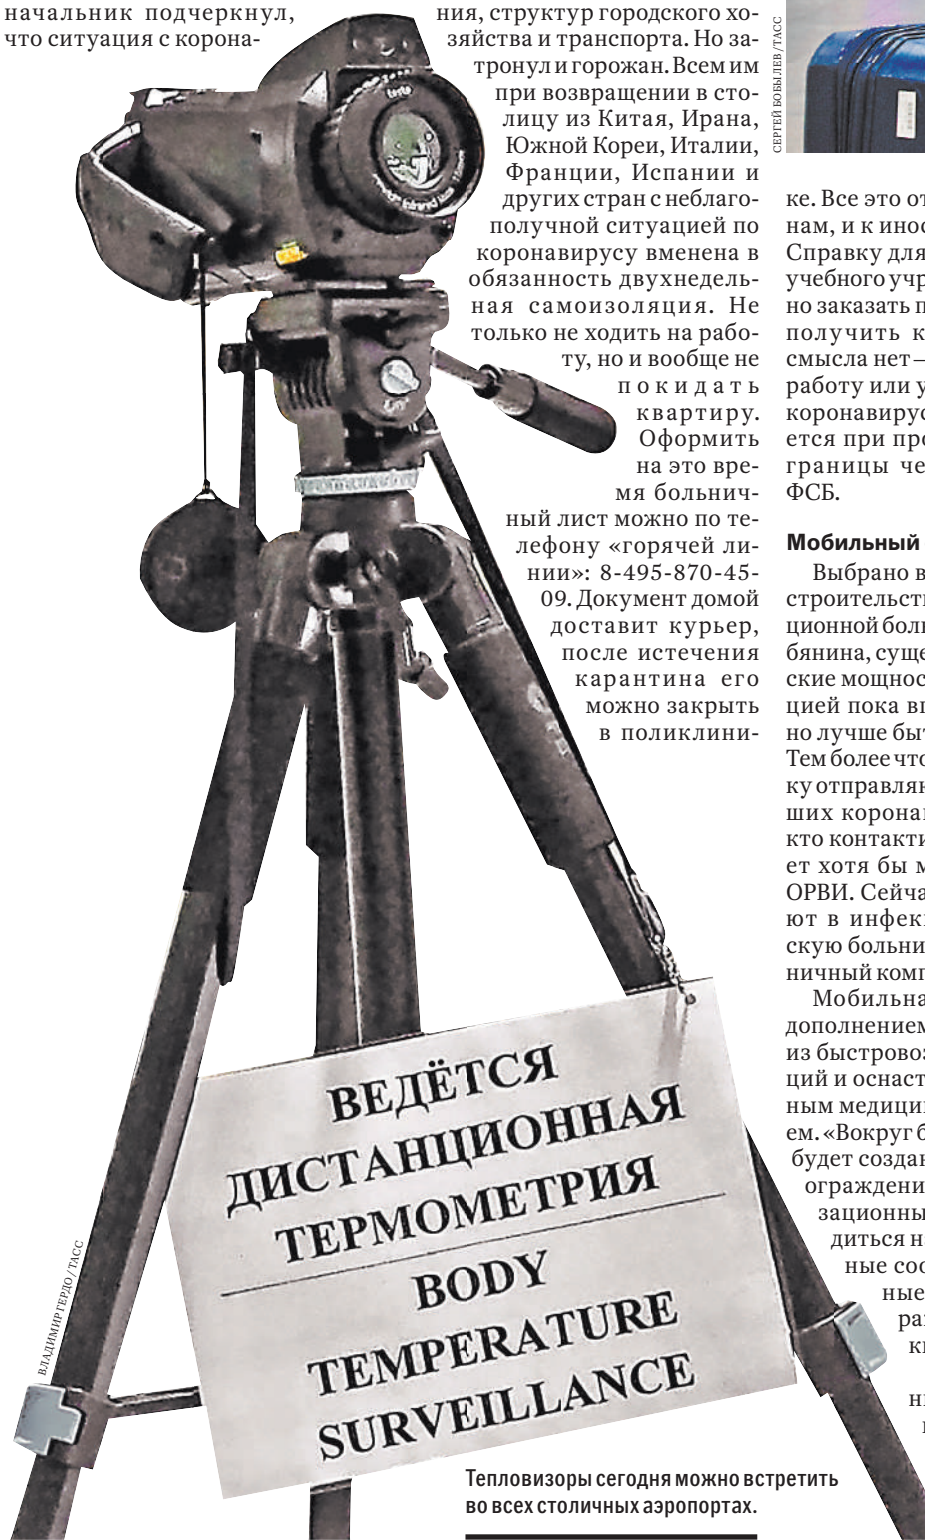 начальник подчеркнул,
что ситуация с корона-
ния, структур городского хо-
зяйства и транспорта. Но за-
тронул и горожан. Всем им
при возвращении в сто-
лицу из Китая, Ирана,
Южной Кореи, Италии,
Франции, Испании и
других стран с неблаго-
получной ситуацией по
коронавирусу вменена в
обязанность двухнедель-
ная самоизоляция. Не
только не ходить на рабо-
ту, но и вообще не
покидать
квартиру.
Оформить
на это вре-
мя больнич-
ный лист можно по те-
лефону «горячей ли-
нии»: 8-495-870-45-
09. Документ домой
доставит курьер,
после истечения
карантина его
можно закрыть
в поликлини-
СЕРГЕЙ БОБЫЛЕВ/ТАСС
ке. Все это от
нам, и к инос
Справку для
учебного учр
но заказать п
получить к
смысла нет –
работу или у
коронавирус
ется при про
границы че
ФСБ.
Мобильный
Выбрано в
строительст
ционной боль
бянина, суще
ские мощнос
цией пока вп
но лучше быт
Тем более что
ку отправля
ших корона
кто контакти
ет хотя бы м
ОРВИ. Сейча
ют в инфек
скую больни
ничный комп
Мобильна
дополнением
из быстровоз
ций и оснаст
ным медици
ем. «Вокруг б
будет создан
ограждени
зационны
диться на
ные соо
ные
ра
к
н
ВЕДЁТСЯ
ДИСТАНЦИОННАЯ
ТЕРМОМЕТРИЯ
BODY
TEMPERATURE
SURVEILLANCE
ВЛАДИМИР ГЕРДО/ТАСС
Тепловизоры сегодня можно встретить
во всех столичных аэропортах.